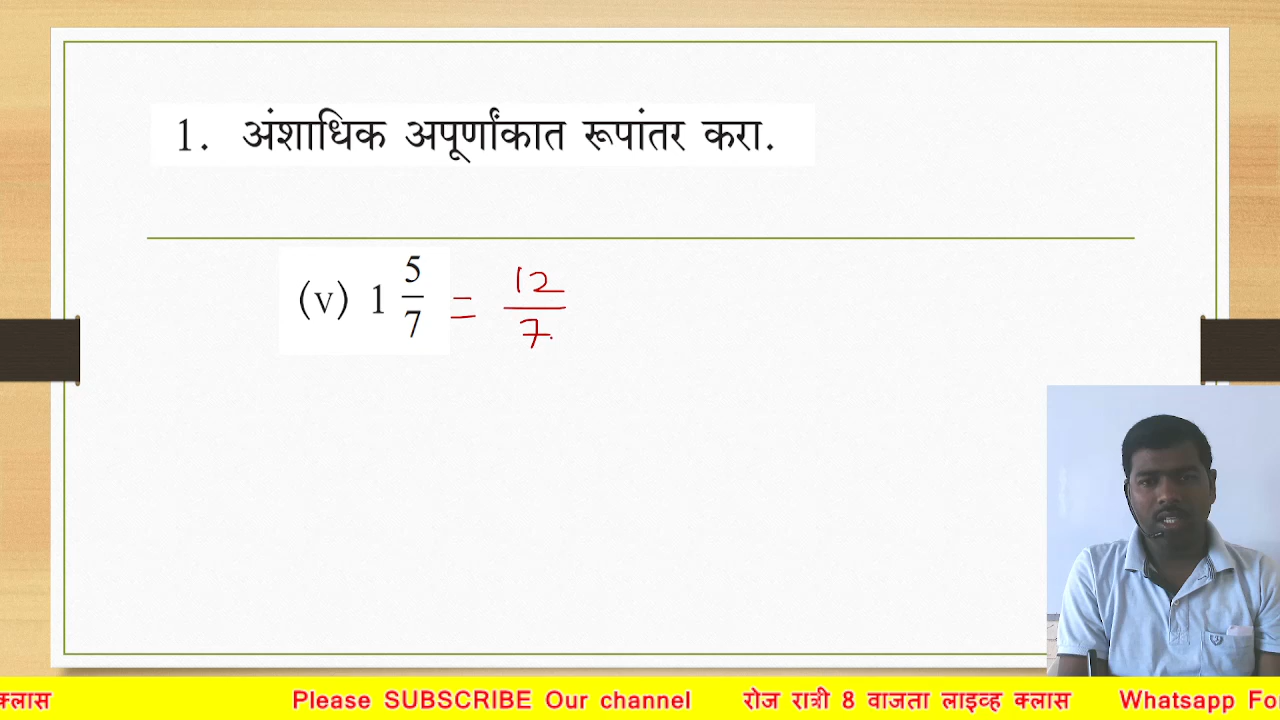 1. अंशाधिक अपूर्णांकात रूपांतर करा.
(v) 1 5/7 = 12/7
क्लास Please SUBSCRIBE Our channel रोज रात्री 8 वाजता लाइव्ह क्लास Whatsapp Fo